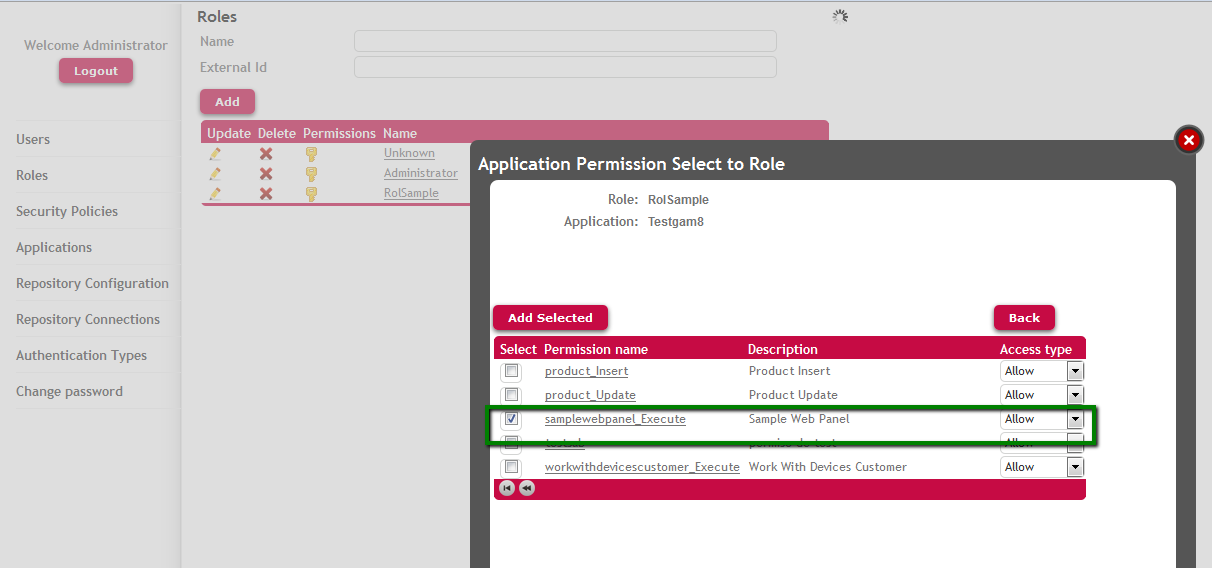 Roles
Welcome Administrator
Logout
Name
External Id
Add
Users
Roles
Security Policies
Applications
Repository Configuration
Repository Connections
Authentication Types
Change password
Update Delete Permissions Name
Unknown
Administrator
RolSample
Application Permission Select to Role
Role: RolSample
Application: Testgam8
Add Selected Back
Select Permission name Description Access type
product_Insert Product Insert Allow
product_Update Product Update Allow
samplewebpanel_Execute Sample Web Panel Allow
Allow
workwithdevicescustomer_Execute Work With Devices Customer Allow